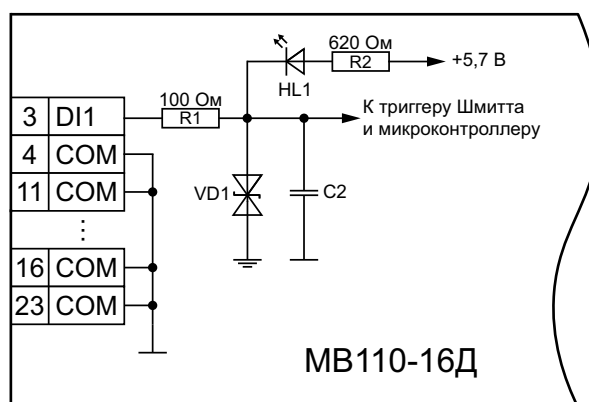 620 Ом
R2
+5,7 В
HL1
100 Ом
R1
К триггеру Шмитта
и микроконтроллеру
3 DI1
4 COM
11 COM
⋮
16 COM
23 COM
VD1
C2
МВ110-16Д